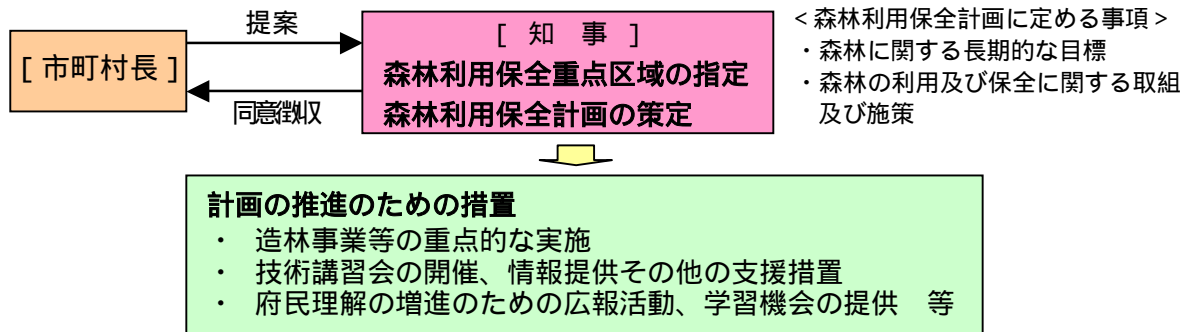 提案
[ 市町村長 ]
同意徴収
[ 知 事 ]
森林利用保全重点区域の指定
森林利用保全計画の策定
<森林利用保全計画に定める事項>
・森林に関する長期的な目標
・森林の利用及び保全に関する取組
及び施策
計画の推進のための措置
・ 造林事業等の重点的な実施
・ 技術講習会の開催、情報提供その他の支援措置
・ 府民理解の増進のための広報活動、学習機会の提供 等